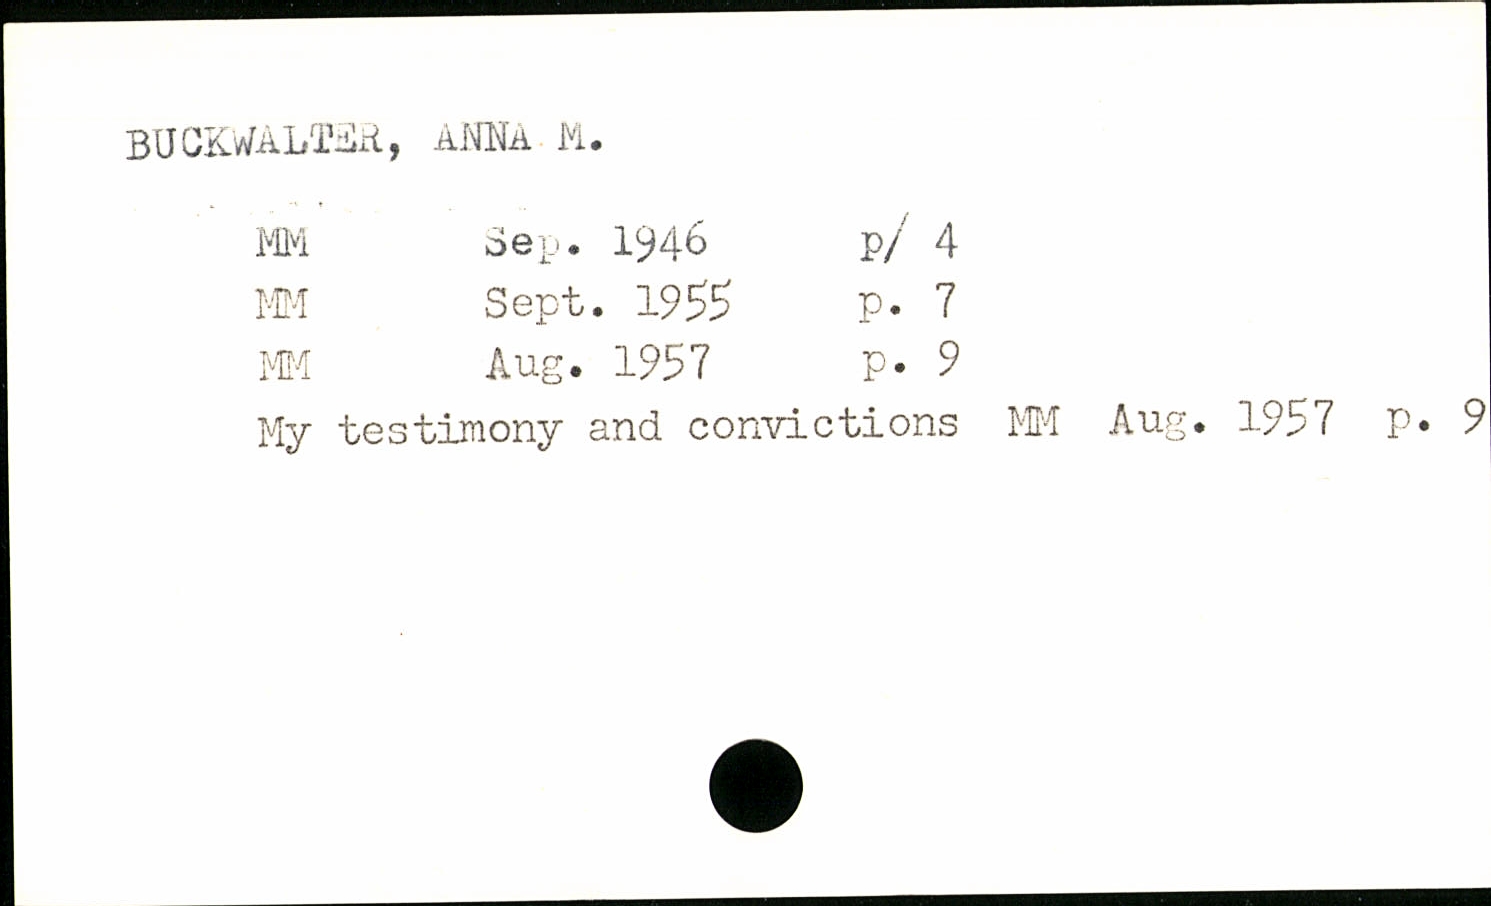 BUCKWALTER, ANNA M.
MM Sep. 1946 p/ 4
MM Sept. 1955 p. 7
MM Aug. 1957 p. 9
My testimony and convictions MM Aug. 1957 p. 9